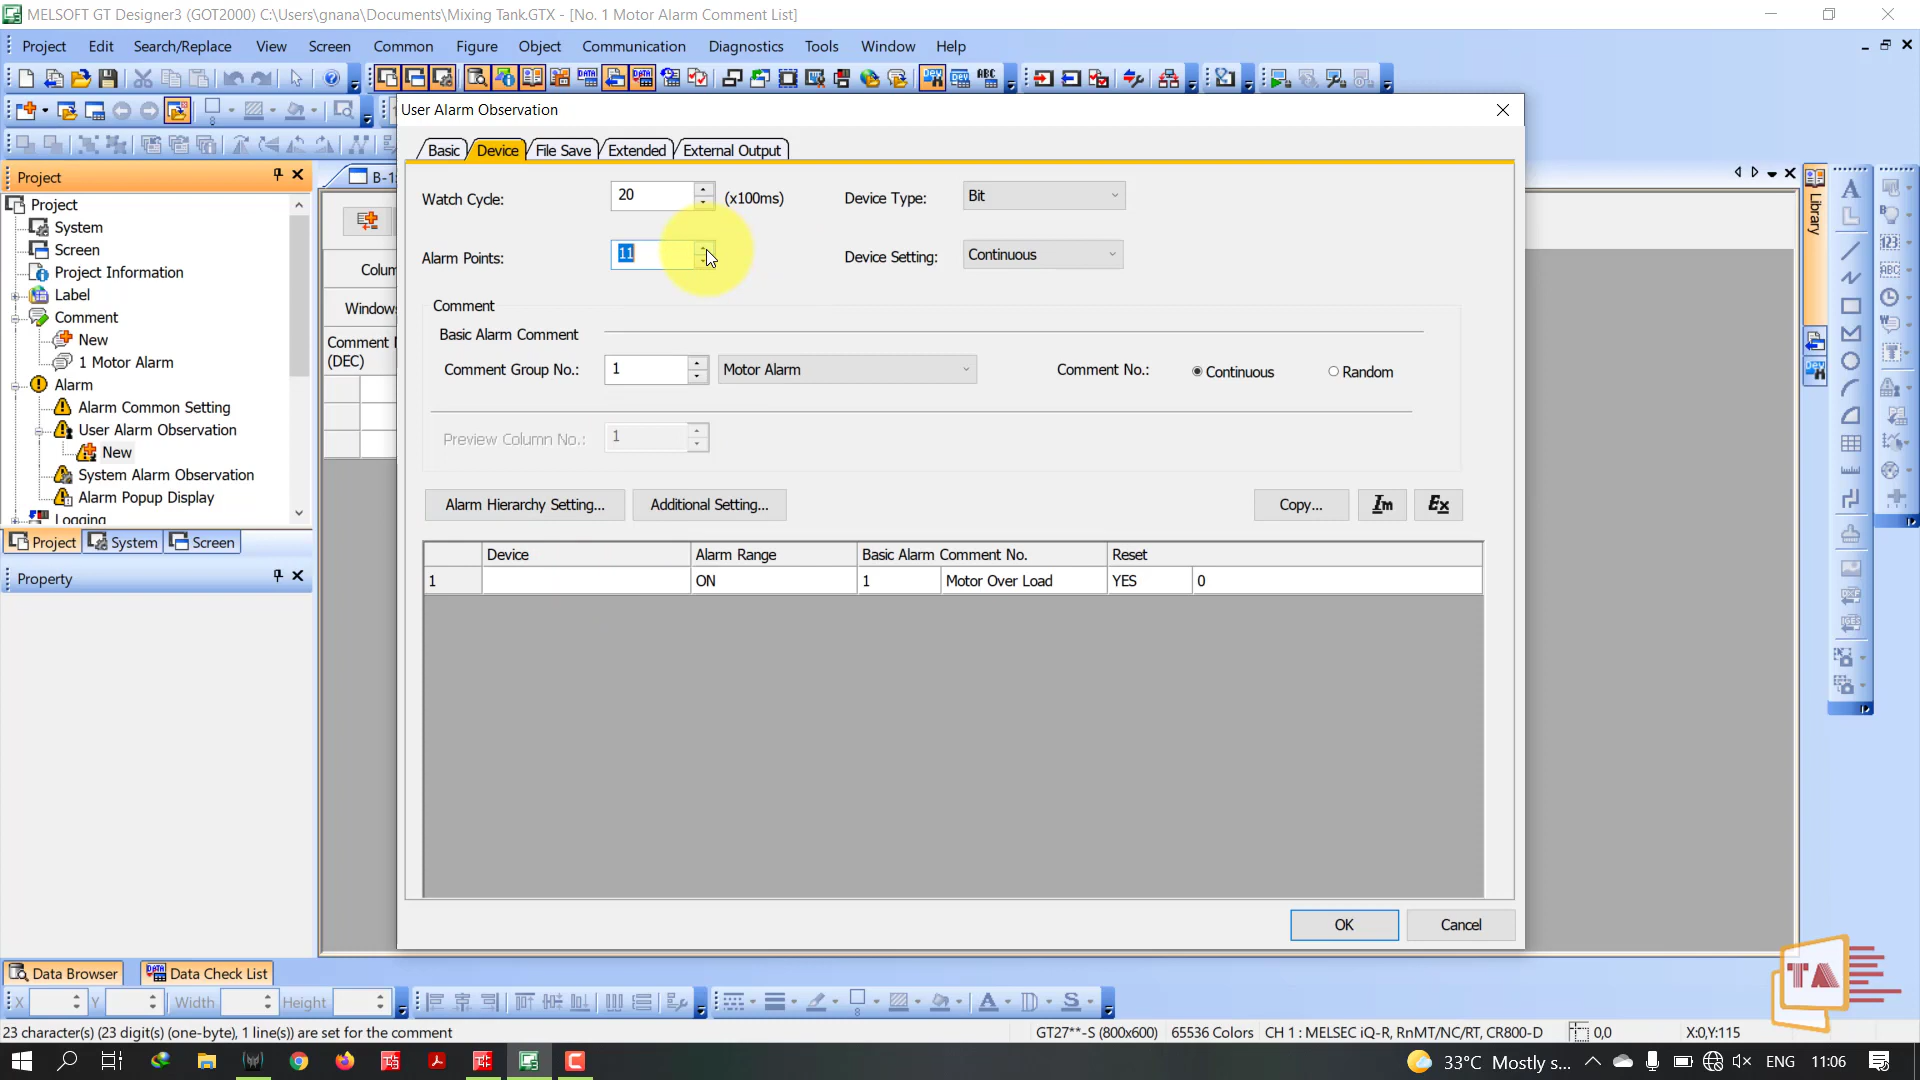 MELSOFT GT Designer3 (GOT2000) C:\Users\gnana\Documents\Mixing Tank.GTX - [No. 1 Motor Alarm Comment List]
Project Edit Search/Replace View Screen Common Figure Object Communication Diagnostics Tools Window Help
User Alarm Observation
Basic Device File Save Extended External Output
Project
B-1
Project
System
Screen
Project Information
Label
Comment
New
1 Motor Alarm
Alarm
Alarm Common Setting
User Alarm Observation
New
System Alarm Observation
Alarm Popup Display
Logging
Project System Screen
Property
Colum
Windows
Comment N
(DEC)
Watch Cycle: 20 (x100ms) Device Type: Bit
Alarm Points: 11 Device Setting: Continuous
Comment
Basic Alarm Comment
Comment Group No.: 1 Motor Alarm Comment No.: Continuous Random
Preview Column No.: 1
Alarm Hierarchy Setting... Additional Setting... Copy... Im Ex
Device Alarm Range Basic Alarm Comment No. Reset
1 ON 1 Motor Over Load YES 0
OK Cancel
Library
Data Browser Data Check List
X Y Width Height
TA
23 character(s) (23 digit(s) (one-byte), 1 line(s)) are set for the comment
GT27**-S (800x600) 65536 Colors CH 1 : MELSEC iQ-R, RnMT/NC/RT, CR800-D 0,0 X:0,Y:115
33°C Mostly s... ENG 11:06